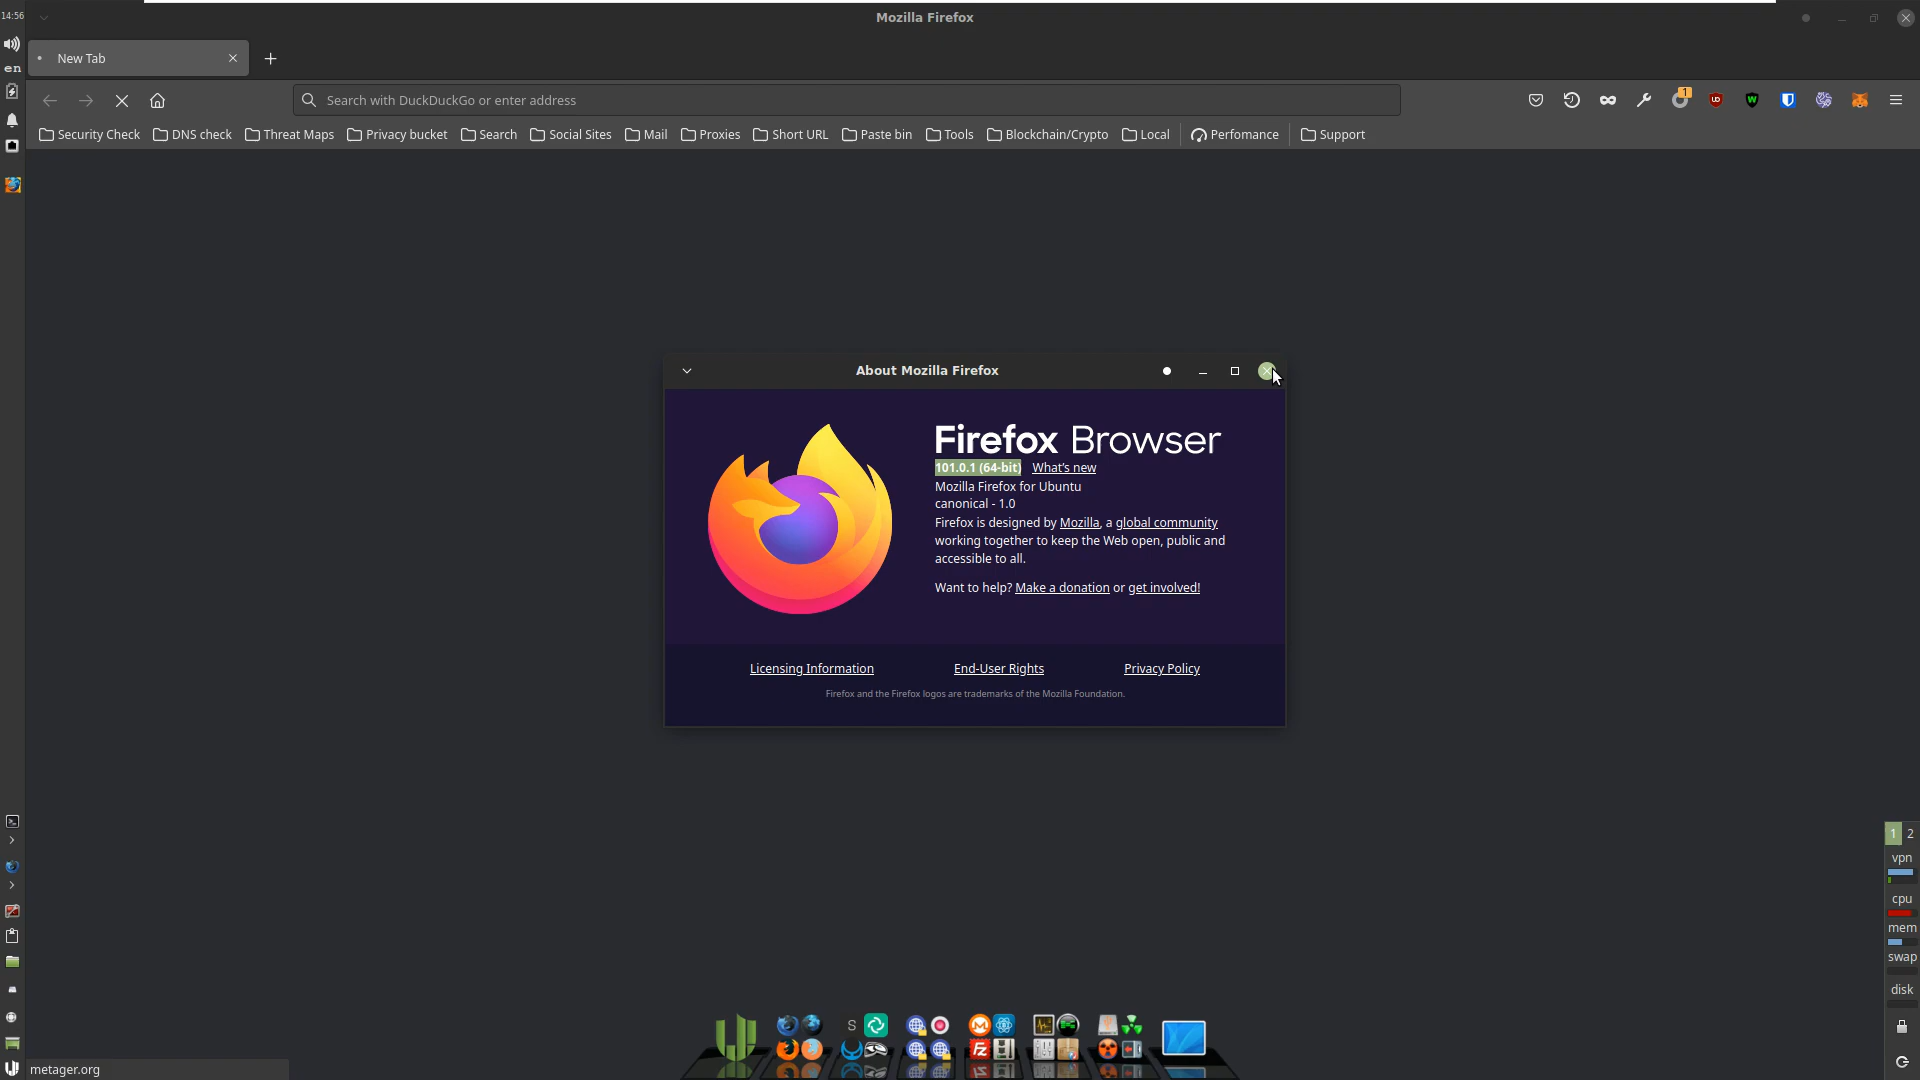 14:56
Mozilla Firefox
New Tab
en
Search with DuckDuckGo or enter address
1
UD
W
Security Check DNS check Threat Maps Privacy bucket Search Social Sites Mail Proxies Short URL Paste bin Tools Blockchain/Crypto Local Perfomance Support
About Mozilla Firefox
Firefox Browser
101.0.1 (64-bit) What's new
Mozilla Firefox for Ubuntu
canonical - 1.0
Firefox is designed by Mozilla, a global community
working together to keep the Web open, public and
accessible to all.
Want to help? Make a donation or get involved!
Licensing Information End-User Rights Privacy Policy
Firefox and the Firefox logos are trademarks of the Mozilla Foundation.
1 2
vpn
cpu
mem
swap
disk
S
Fz
metager.org